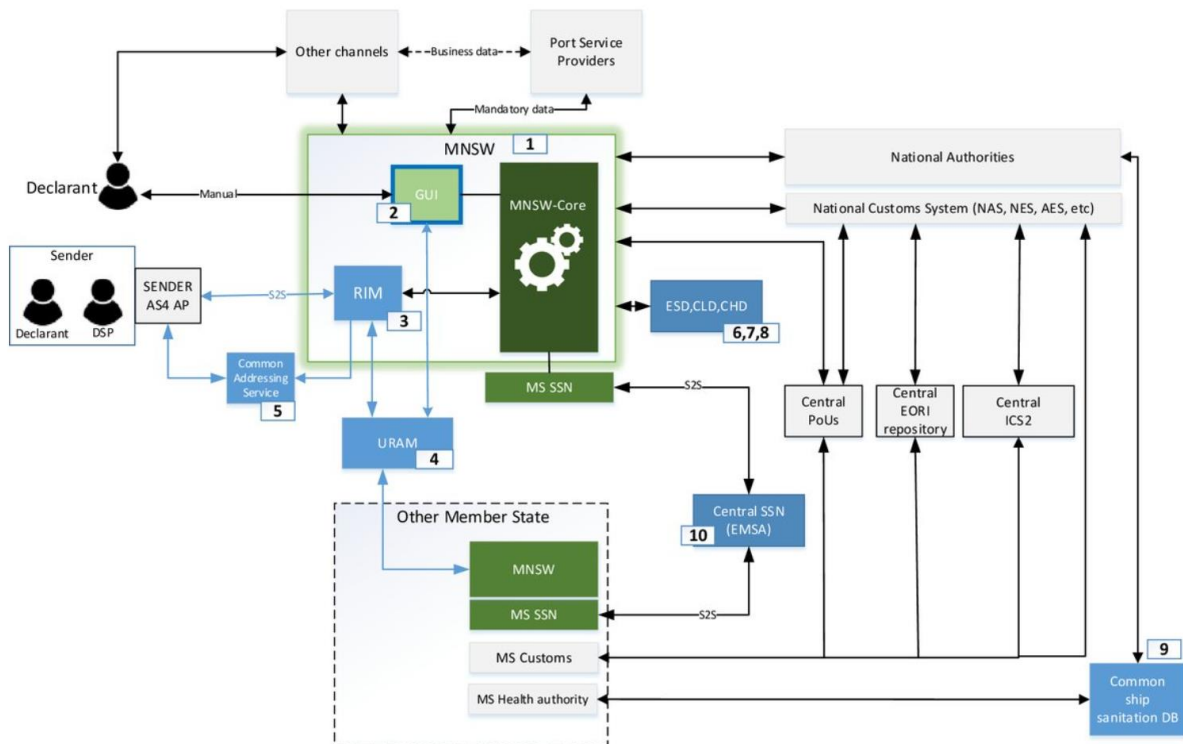 Other channels
Business data
Port Service
Providers
Mandatory data
MNSW
1
Declarant
Manual
GUI
2
MNSW-Core
National Authorities
National Customs System (NAS, NES, AES, etc)
Sender
Declarant
DSP
SENDER
AS4 AP
S2S
RIM
3
ESD,CLD,CHD
6,7,8
Common
Addressing
Service
5
MS SSN
S2S
Central
PoUs
Central
EORI
repository
Central
ICS2
URAM
4
Central SSN
(EMSA)
10
Other Member State
MNSW
MS SSN
S2S
MS Customs
MS Health authority
9
Common
ship
sanitation DB